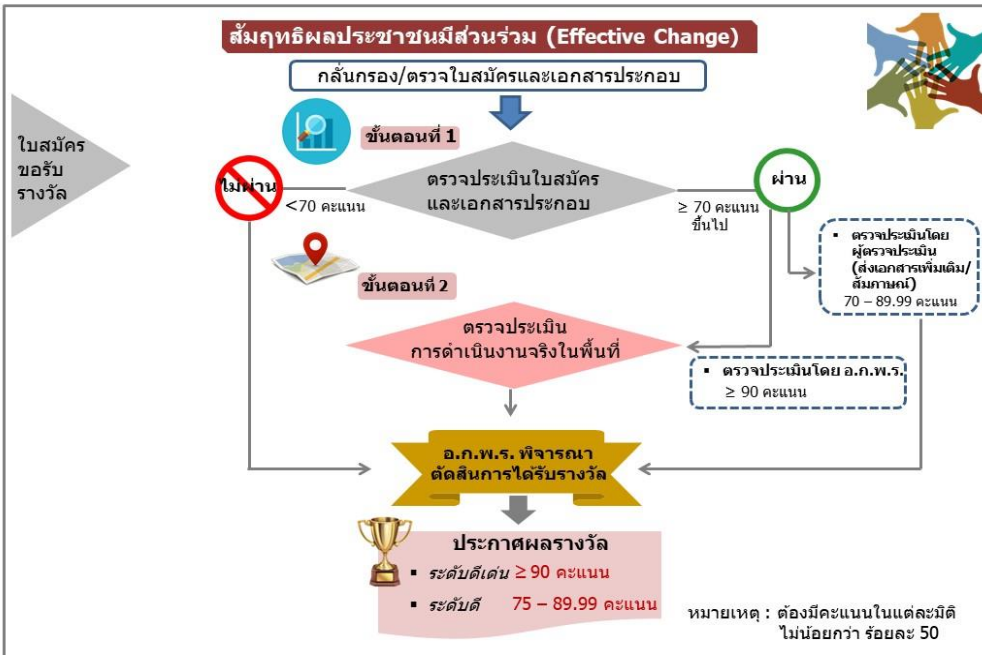 สัมฤทธิผลประชาชนมีส่วนร่วม (Effective Change)
กลั่นกรอง/ตรวจใบสมัครและเอกสารประกอบ
ใบสมัคร
ขอรับ
รางวัล
ขั้นตอนที่ 1
ตรวจประเมินใบสมัคร
และเอกสารประกอบ
ไม่ผ่าน
<70 คะแนน
ผ่าน
≥ 70 คะแนน
ขึ้นไป
▪ ตรวจประเมินโดย
ผู้ตรวจประเมิน
(ส่งเอกสารเพิ่มเติม/
สัมภาษณ์)
70 – 89.99 คะแนน
ขั้นตอนที่ 2
ตรวจประเมิน
การดำเนินงานจริงในพื้นที่
▪ ตรวจประเมินโดย อ.ก.พ.ร.
≥ 90 คะแนน
อ.ก.พ.ร. พิจารณา
ตัดสินการได้รับรางวัล
ประกาศผลรางวัล
▪ ระดับดีเด่น ≥ 90 คะแนน
▪ ระดับดี 75 – 89.99 คะแนน
หมายเหตุ : ต้องมีคะแนนในแต่ละมิติ
ไม่น้อยกว่า ร้อยละ 50